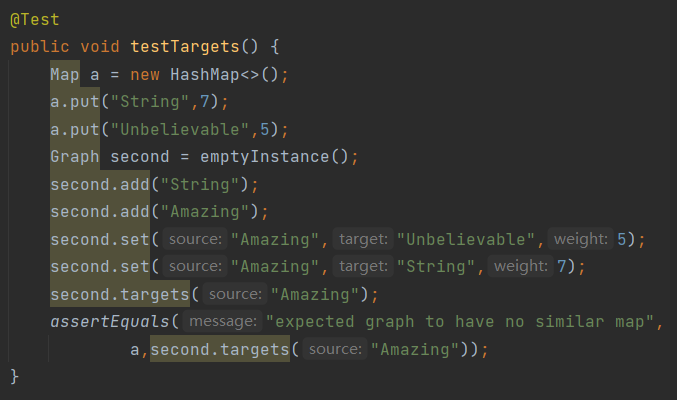 @Test
public void testTargets() {
Map a = new HashMap<>();
a.put("String",7);
a.put("Unbelievable",5);
Graph second = emptyInstance();
second.add("String");
second.add("Amazing");
second.set( source: "Amazing", target: "Unbelievable", weight: 5);
second.set( source: "Amazing", target: "String", weight: 7);
second.targets( source: "Amazing");
assertEquals( message: "expected graph to have no similar map",
a,second.targets( source: "Amazing"));
}